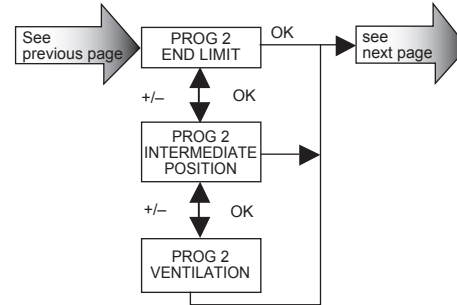 See
previous page
PROG 2
END LIMIT
OK
see
next page
+/–
OK
PROG 2
INTERMEDIATE
POSITION
+/–
OK
PROG 2
VENTILATION